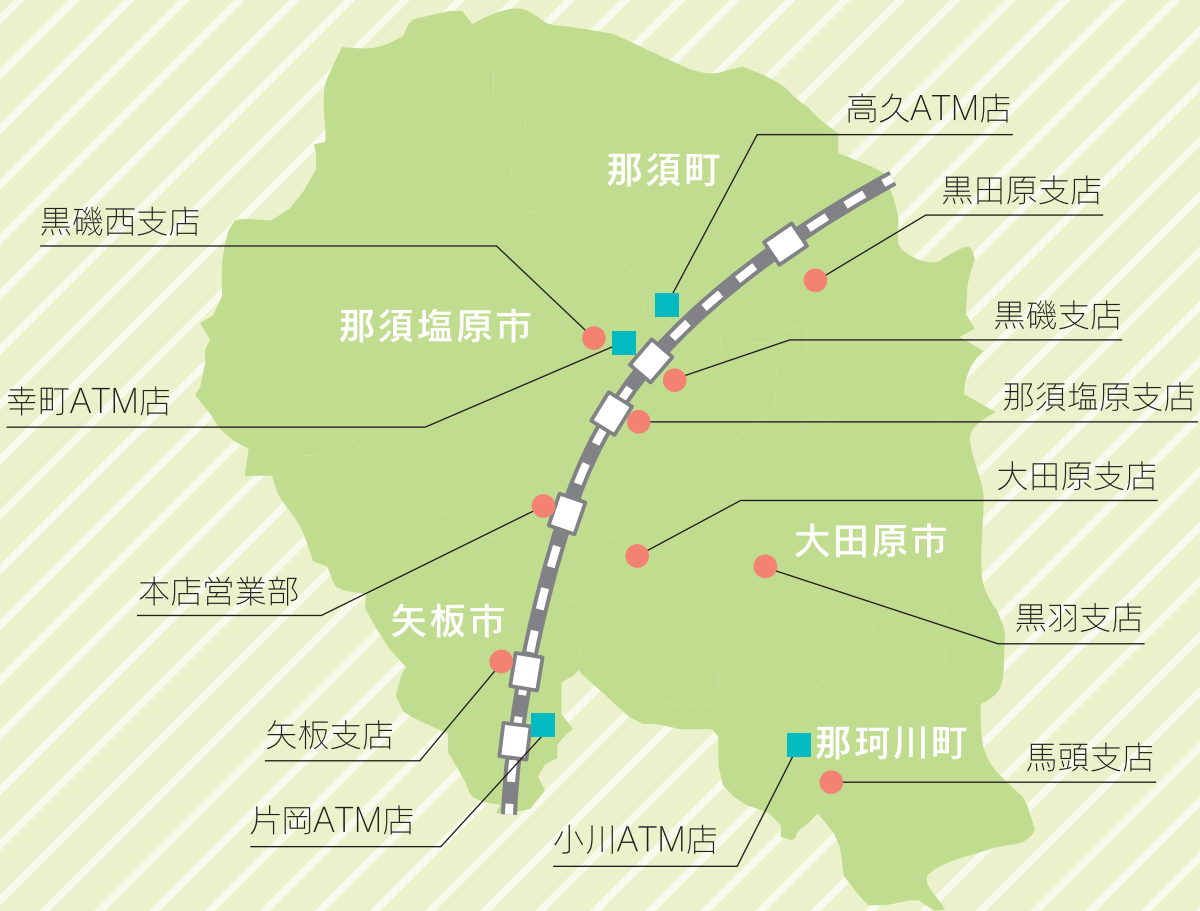 高久ATM店
那須町
黒田原支店
黒磯西支店
那須塩原市
黒磯支店
幸町ATM店
那須塩原支店
大田原支店
大田原市
本店営業部
矢板市
黒羽支店
矢板支店
那珂川町
馬頭支店
片岡ATM店
小川ATM店